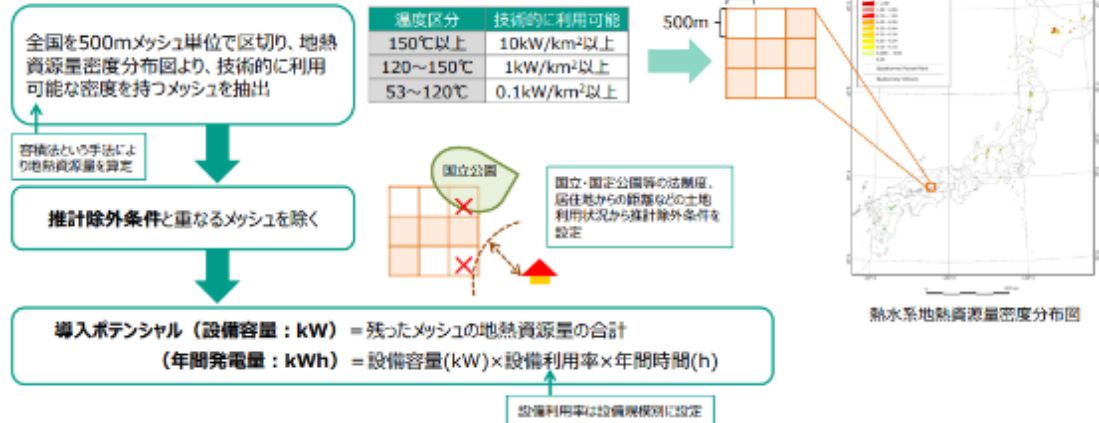 全国を500mメッシュ単位で区切り、地熱
資源量密度分布図より、技術的に利用
可能な密度を持つメッシュを抽出
容積法という手法によ
り地熱資源量を算定
温度区分 技術的に利用可能
150℃以上 10kW/km²以上
120～150℃ 1kW/km²以上
53～120℃ 0.1kW/km²以上
500m
推計除外条件と重なるメッシュを除く
国立公園
国立・国定公園等の法制度、
居住地からの距離などの土地
利用状況から推計除外条件を
設定
熱水系地熱資源量密度分布図
導入ポテンシャル（設備容量：kW）＝残ったメッシュの地熱資源量の合計
（年間発電量：kWh）＝設備容量(kW)×設備利用率×年間時間(h)
設備利用率は設備規模別に設定